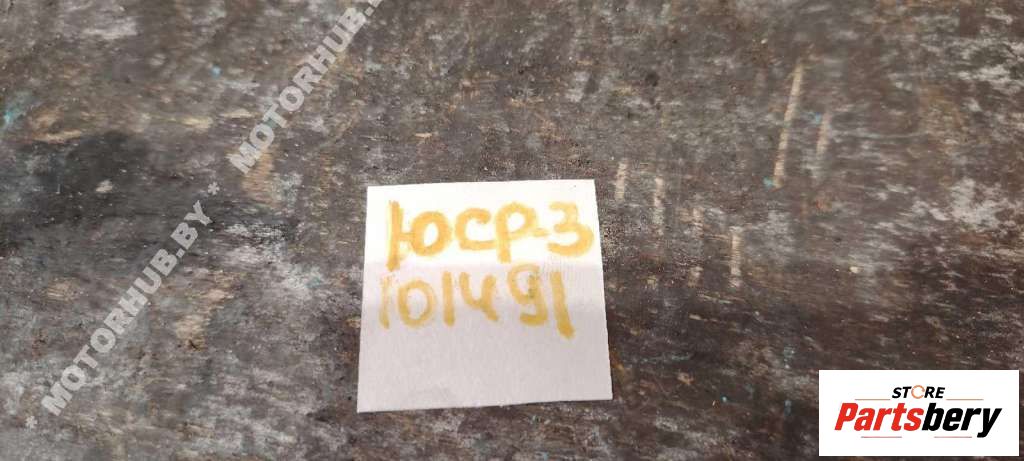 * MOTORHUB.BY * MOTORHUB.BY
ЮСР-3
101491
STORE
Partsbery